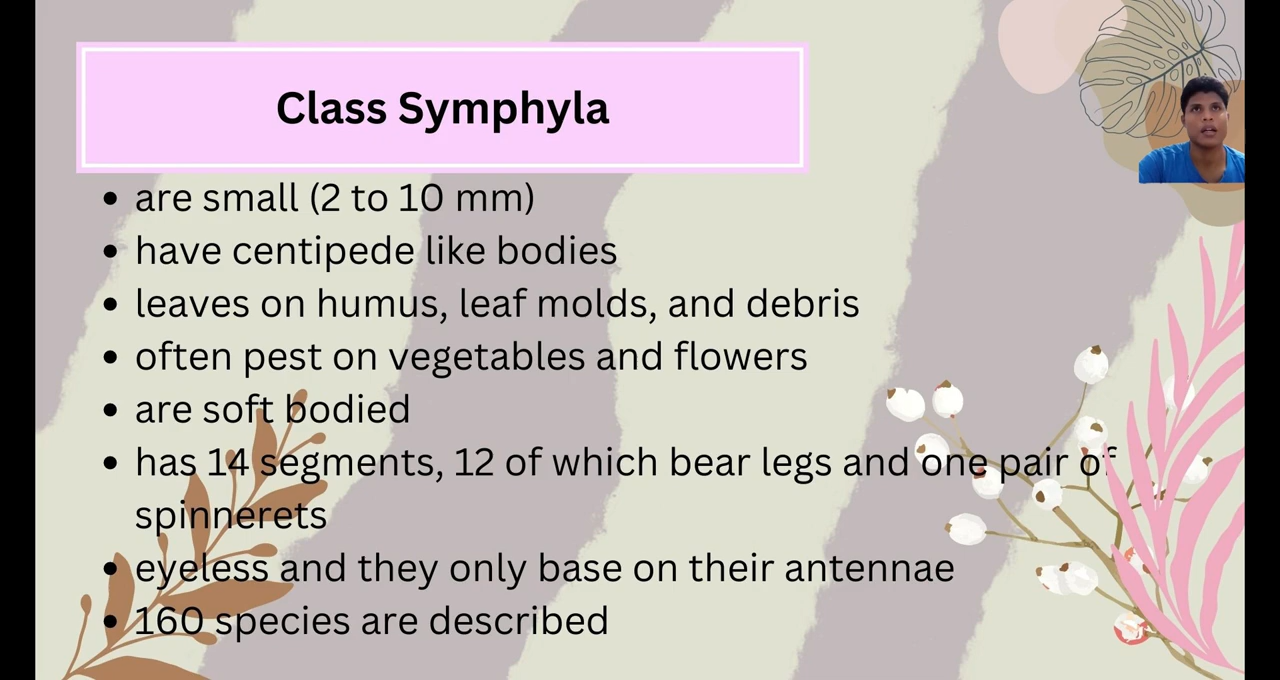 Class Symphyla
• are small (2 to 10 mm)
• have centipede like bodies
• leaves on humus, leaf molds, and debris
• often pest on vegetables and flowers
• are soft bodied
• has 14 segments, 12 of which bear legs and one pair of
spinnerets
• eyeless and they only base on their antennae
• 160 species are described